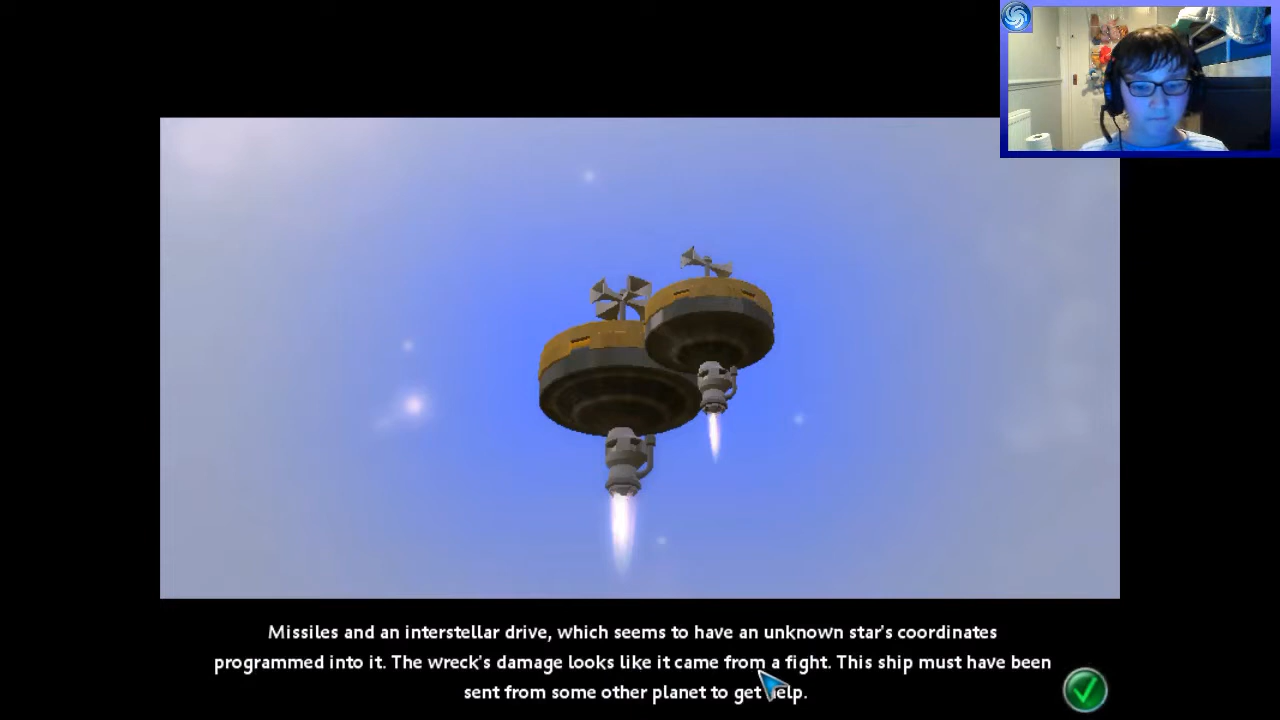 Missiles and an interstellar drive, which seems to have an unknown star's coordinates
programmed into it. The wreck's damage looks like it came from a fight. This ship must have been
sent from some other planet to get help.